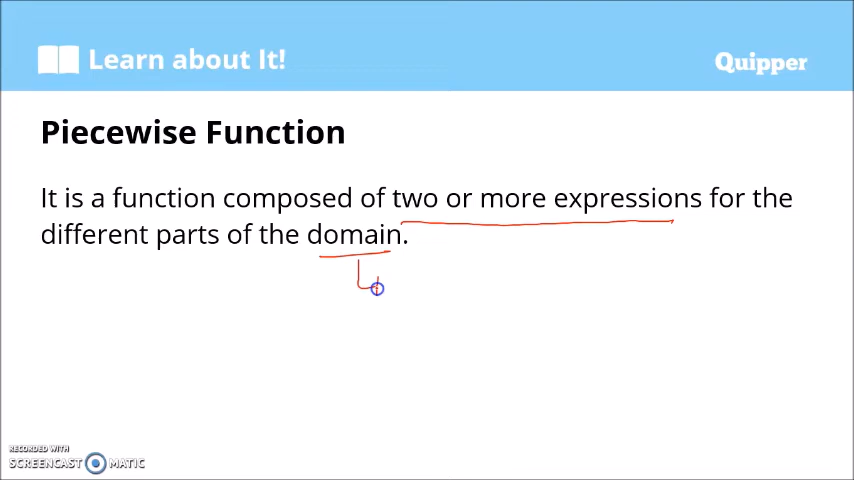 Learn about It!
Quipper
Piecewise Function
It is a function composed of two or more expressions for the
different parts of the domain.
RECORDED WITH
SCREENCAST MATIC